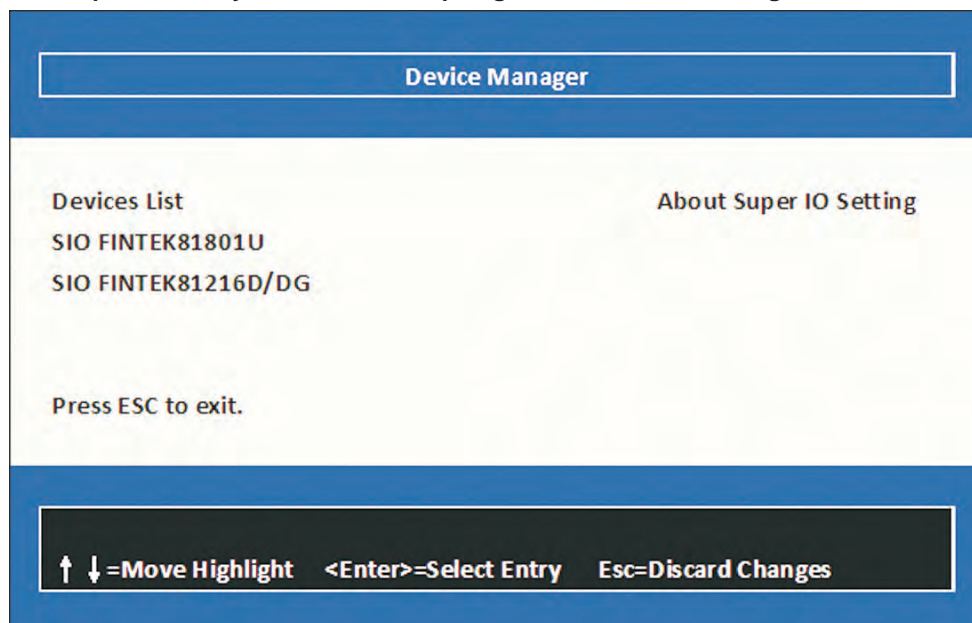 Device Manager
Devices List About Super IO Setting
SIO FINTEK81801U
SIO FINTEK81216D/DG
Press ESC to exit.
↑ ↓=Move Highlight <Enter>=Select Entry Esc=Discard Changes